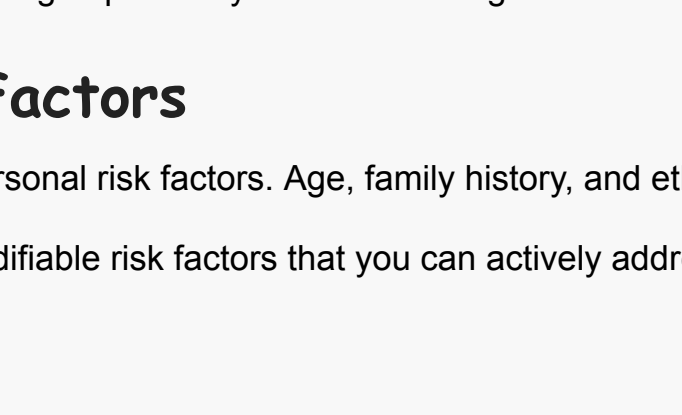 Factors
rsonal risk factors. Age, family history, and et
difiable risk factors that you can actively addr